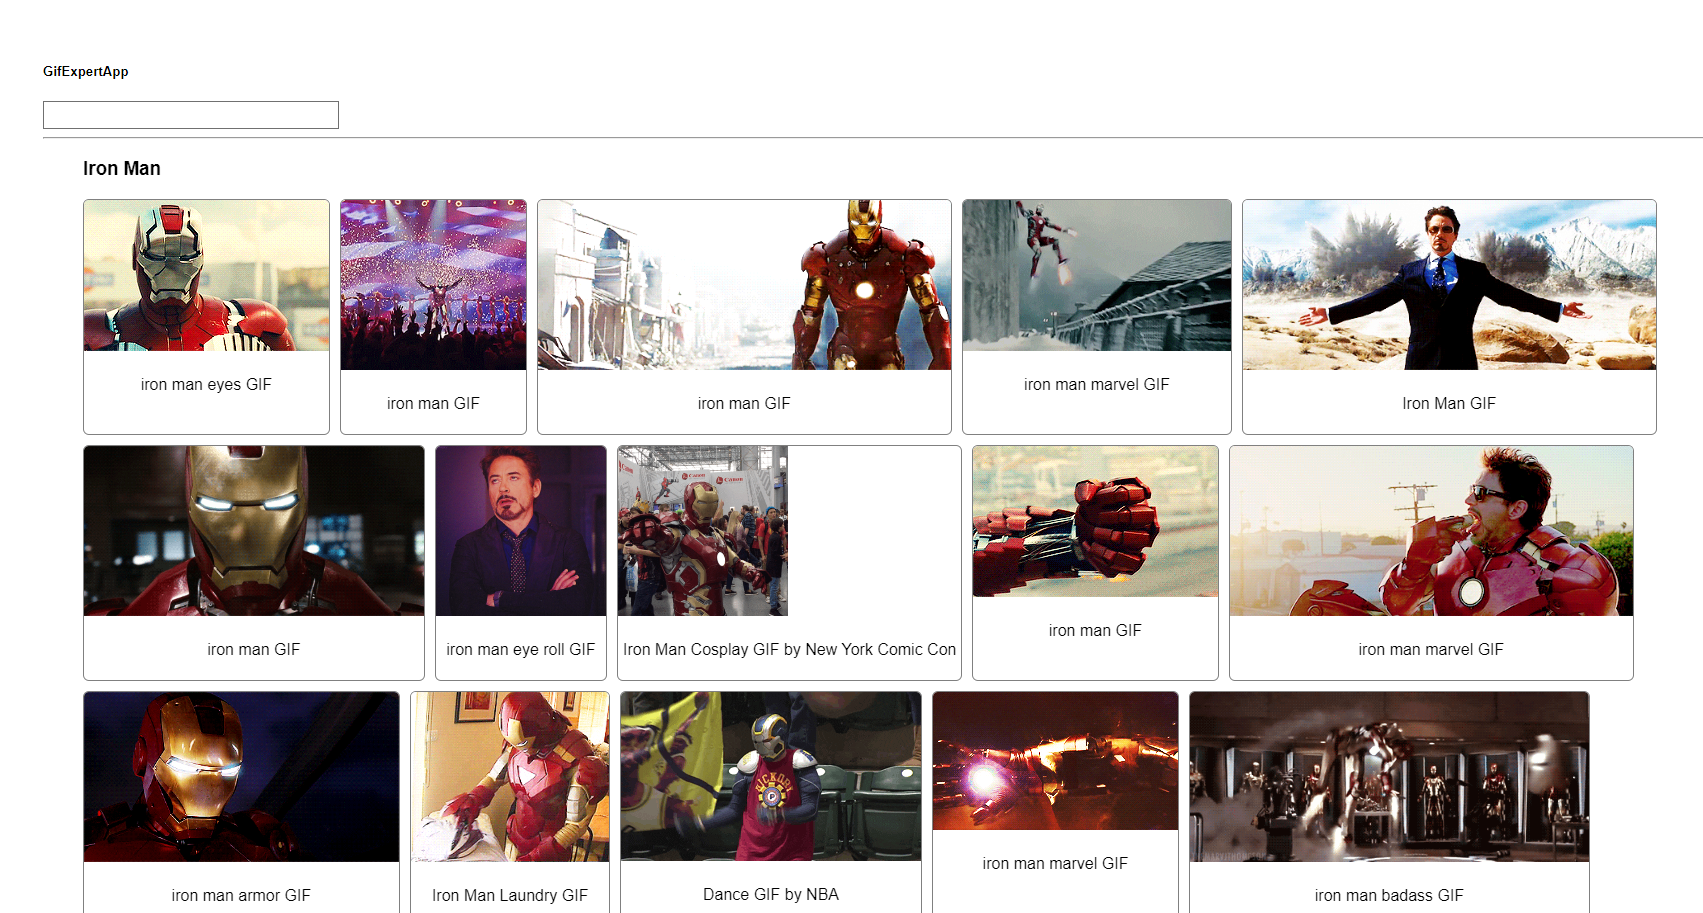 GifExpertApp
Iron Man
iron man eyes GIF
iron man GIF
iron man GIF
iron man marvel GIF
Iron Man GIF
Canon
Canon
iron man GIF
iron man eye roll GIF
Iron Man Cosplay GIF by New York Comic Con
iron man GIF
iron man marvel GIF
HICKORY
iron man armor GIF
Iron Man Laundry GIF
Dance GIF by NBA
iron man marvel GIF
iron man badass GIF